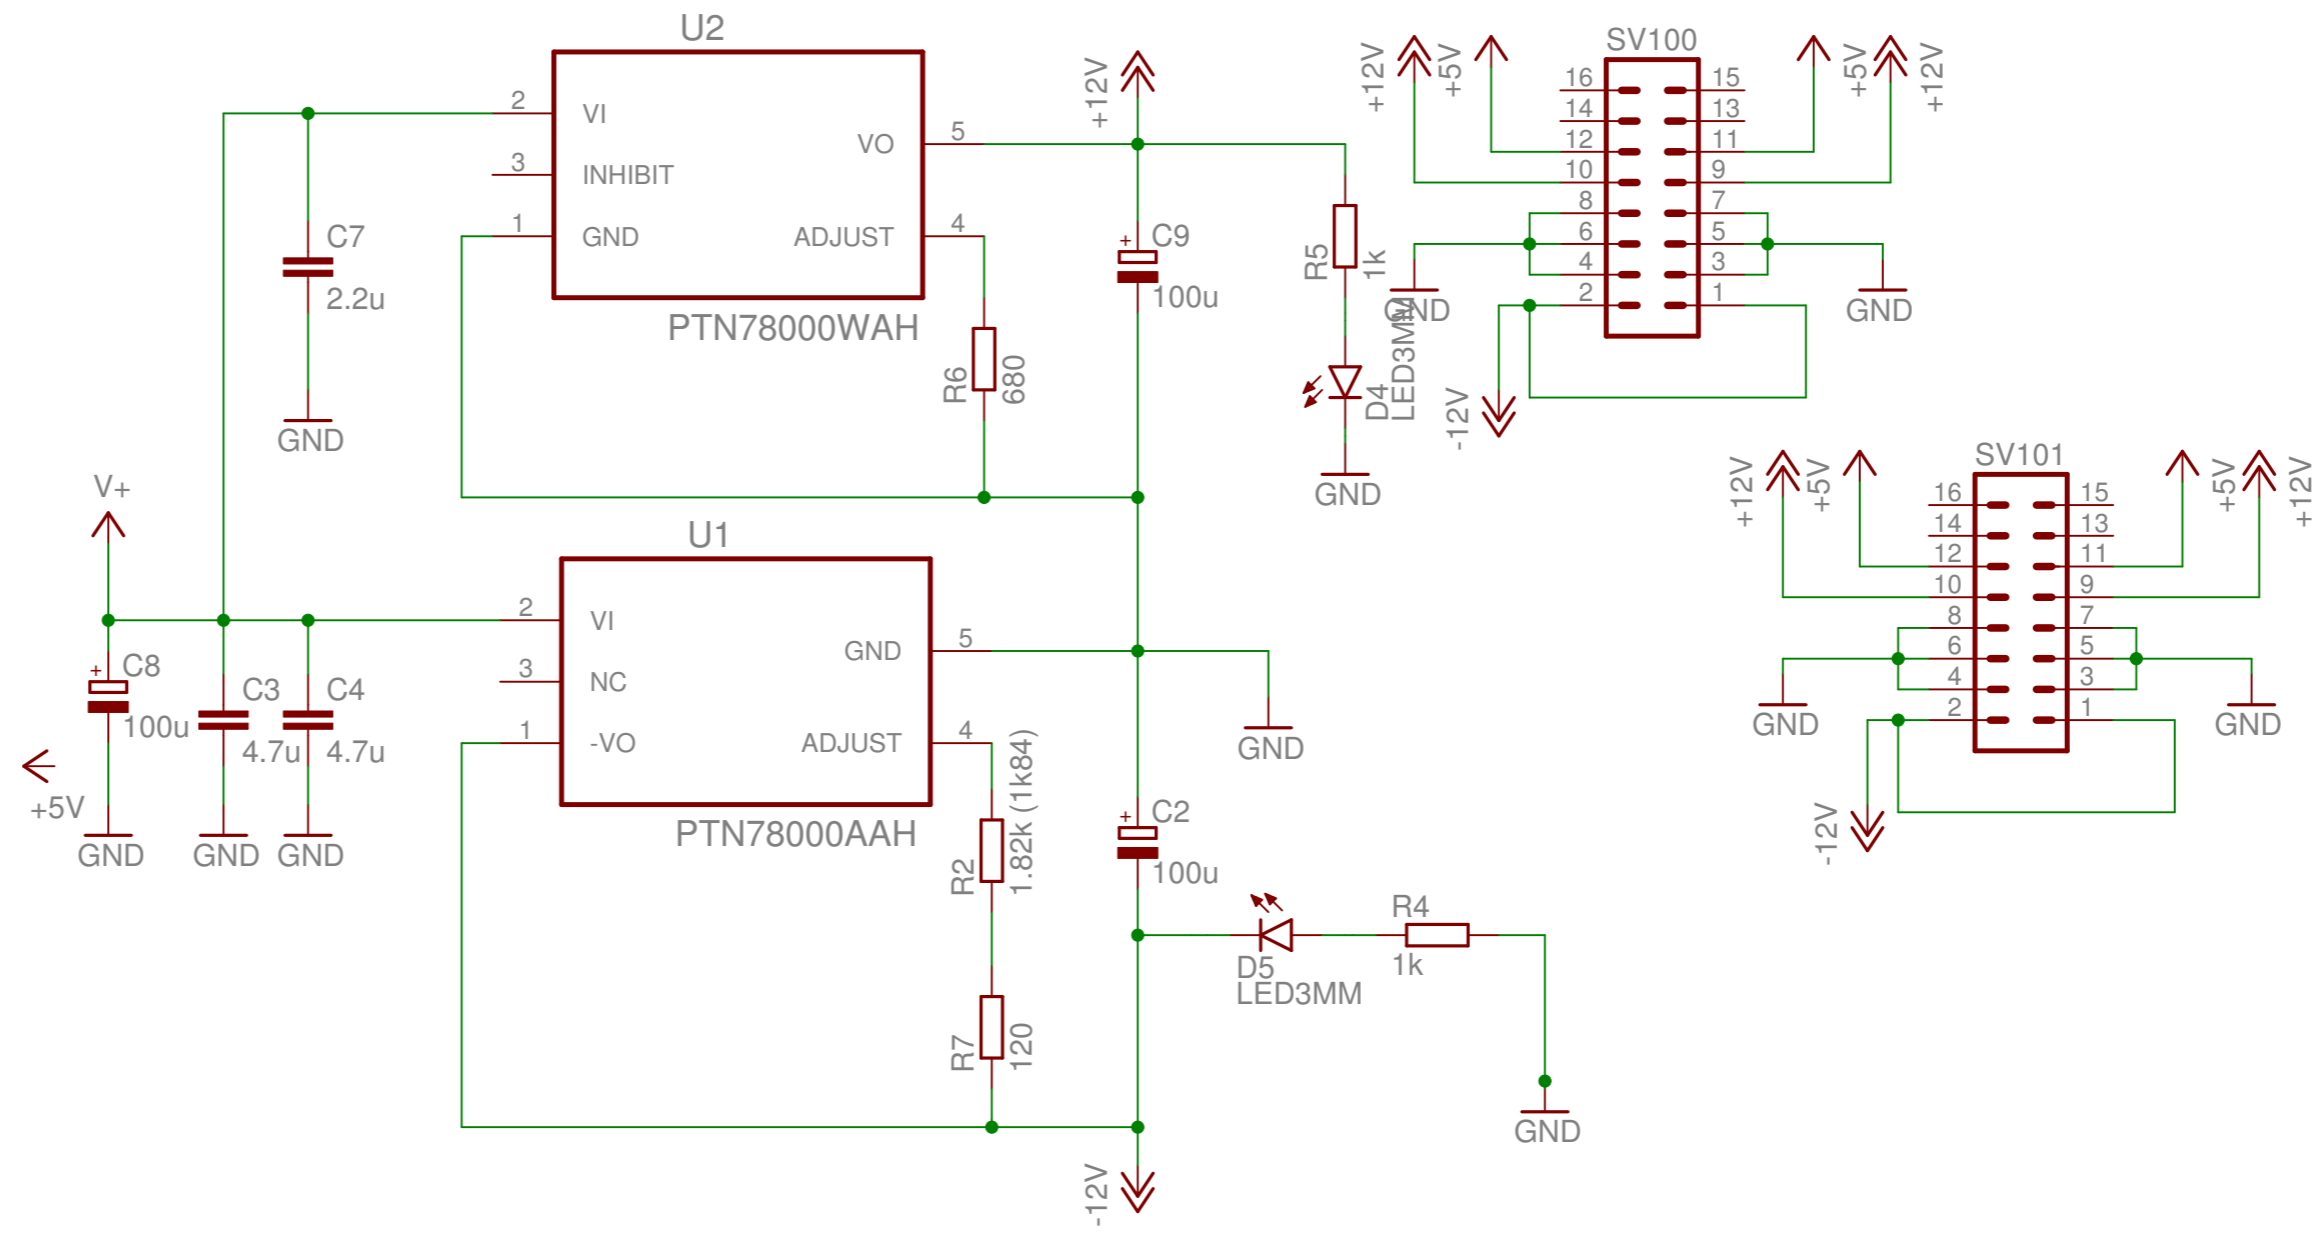 U2
2
VI
3
INHIBIT
1
GND
VO
5
ADJUST
4
PTN78000WAH
C7
2.2u
GND
R6
680
+12V
C9
100u
R5
1k
D4
LED3MM
GND
+12V
+5V
SV100
+5V
+12V
16
15
14
13
12
11
10
9
8
7
6
5
4
3
2
1
GND
GND
-12V
V+
C8
100u
GND
+5V
C3
4.7u
GND
C4
4.7u
GND
U1
2
VI
3
NC
1
-VO
GND
5
ADJUST
4
PTN78000AAH
R2
1.82k (1k84)
R7
120
GND
C2
100u
D5
LED3MM
R4
1k
GND
-12V
+12V
+5V
SV101
+5V
+12V
16
15
14
13
12
11
10
9
8
7
6
5
4
3
2
1
GND
GND
-12V